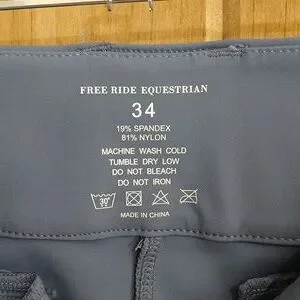 FREE RIDE EQUESTRIAN
34
19% SPANDEX
81% NYLON
MACHINE WASH COLD
TUMBLE DRY LOW
DO NOT BLEACH
DO NOT IRON
30°
MADE IN CHINA